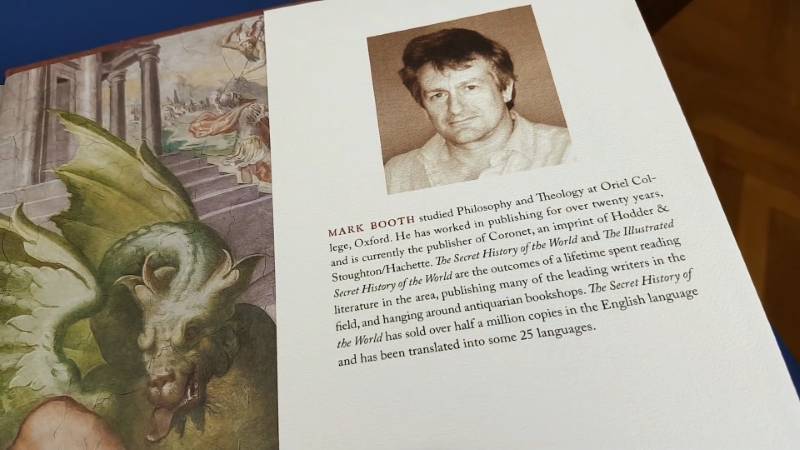 MARK BOOTH studied Philosophy and Theology at Oriel Col-
lege, Oxford. He has worked in publishing for over twenty years,
and is currently the publisher of Coronet, an imprint of Hodder &
Stoughton/Hachette. The Secret History of the World and The Illustrated
Secret History of the World are the outcomes of a lifetime spent reading
literature in the area, publishing many of the leading writers in the
field, and hanging around antiquarian bookshops. The Secret History of
the World has sold over half a million copies in the English language
and has been translated into some 25 languages.